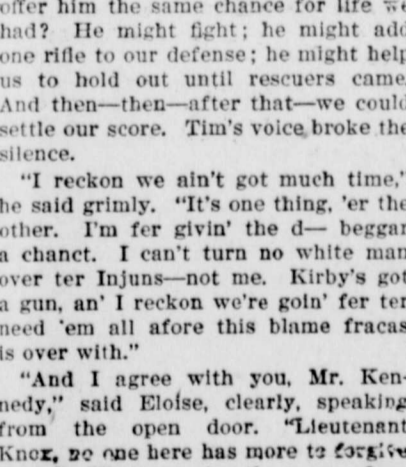 offer him the same chance for life we
had? He might fight; he might add
one rifle to our defense; he might help
us to hold out until rescuers came.
And then—then—after that—we could
settle our score. Tim's voice broke the
silence.
"I reckon we ain't got much time,"
he said grimly. "It's one thing, 'er the
other. I'm fer givin' the d— beggar
a chanct. I can't turn no white man
over ter Injuns—not me. Kirby's got
a gun, an' I reckon we're goin' fer ter
need 'em all afore this blame fracas
is over with."
"And I agree with you, Mr. Ken-
nedy," said Eloise, clearly, speaking
from the open door. "Lieutenant
Knox, no one here has more to forgive